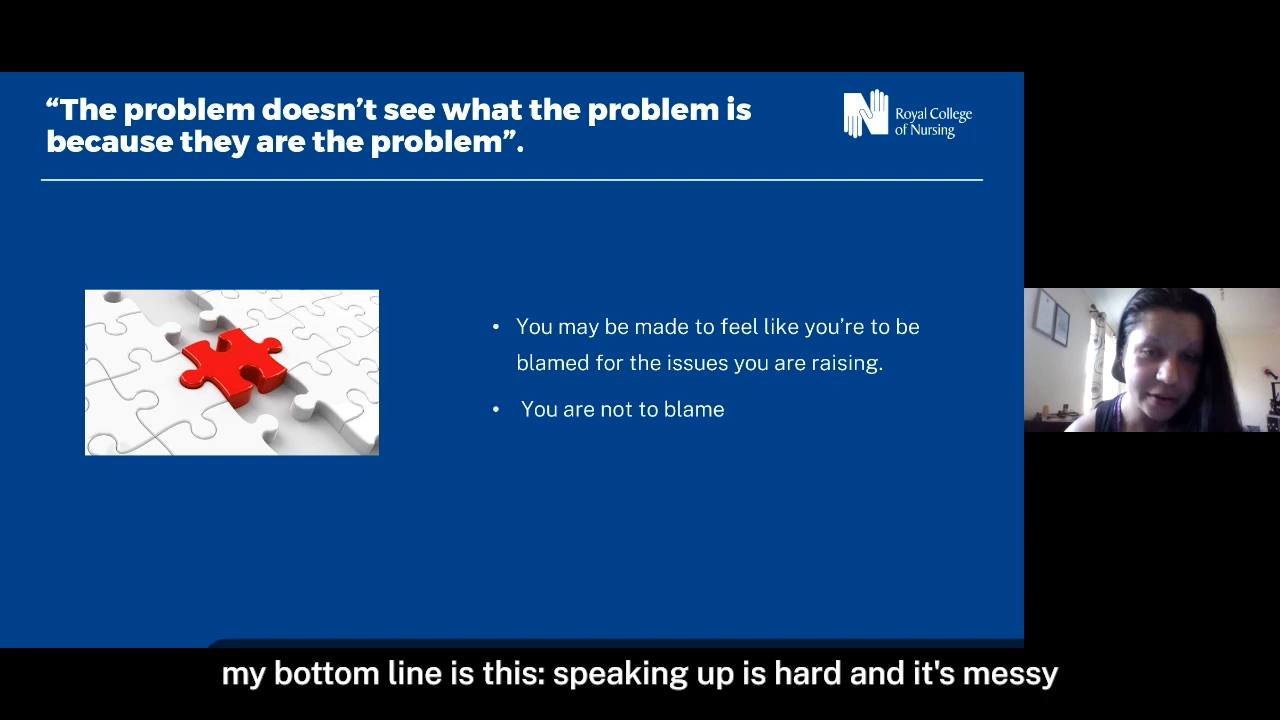 “The problem doesn’t see what the problem is
because they are the problem”.
Royal College
of Nursing
• You may be made to feel like you’re to be
blamed for the issues you are raising.
• You are not to blame
my bottom line is this: speaking up is hard and it's messy